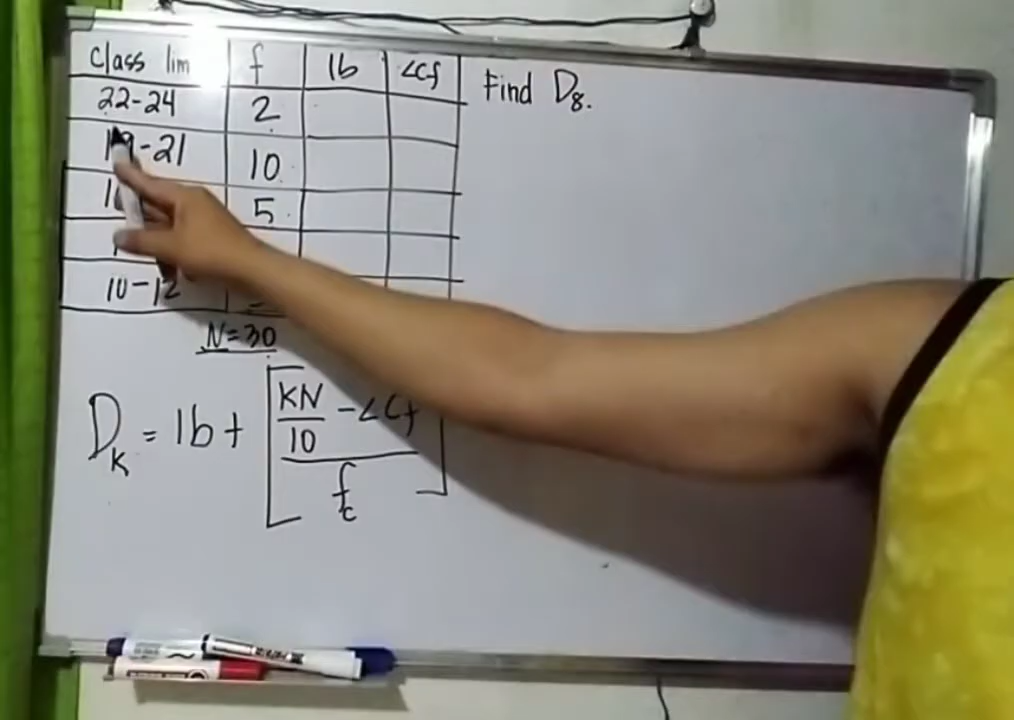 Class lim f lb <Cf
22-24 2
19-21 10
5
10-12
N=30
Find D8.
DK = lb + [KN/10 - <Cf / fc]